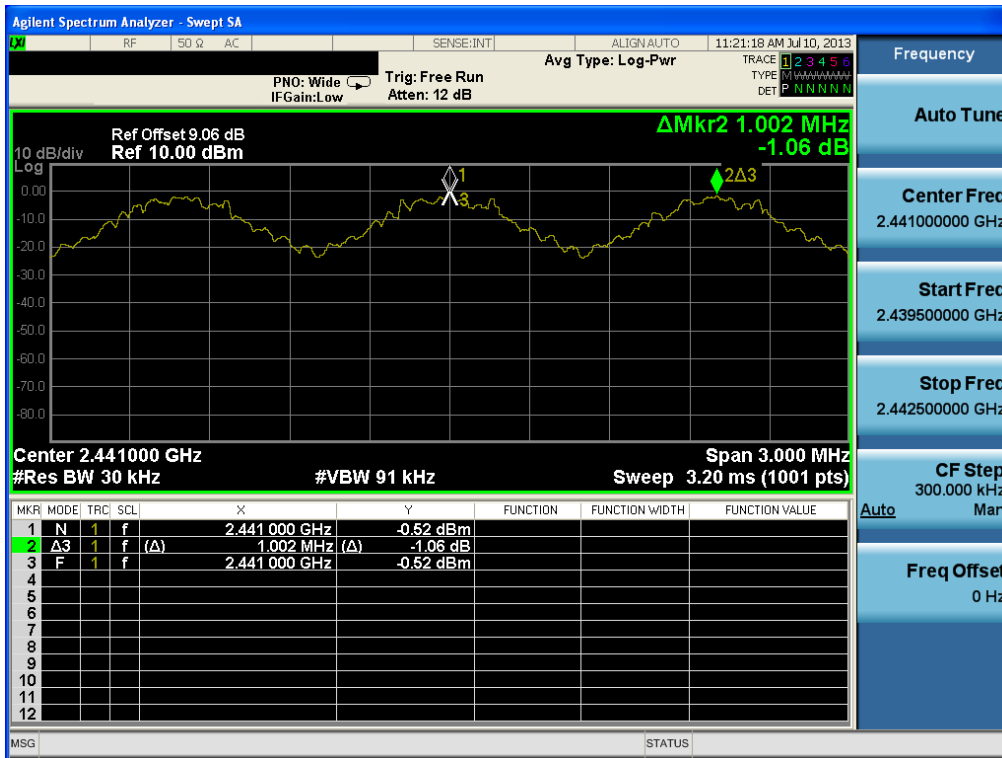 Agilent Spectrum Analyzer - Swept SA
LXI RF 50 Ω AC SENSE:INT ALIGN AUTO 11:21:18 AM Jul 10, 2013
Avg Type: Log-Pwr TRACE 1 2 3 4 5 6
PNO: Wide Trig: Free Run TYPE
IFGain:Low Atten: 12 dB DET P N N N N N
Ref Offset 9.06 dB
Ref 10.00 dBm
ΔMkr2 1.002 MHz
-1.06 dB
10 dB/div
Log
0.00
-10.0
-20.0
-30.0
-40.0
-50.0
-60.0
-70.0
-80.0
1
3
2Δ3
Center 2.441000 GHz Span 3.000 MHz
#Res BW 30 kHz #VBW 91 kHz Sweep 3.20 ms (1001 pts)
MKR MODE TRC SCL X Y FUNCTION FUNCTION WIDTH FUNCTION VALUE
1 N 1 f 2.441 000 GHz -0.52 dBm
2 Δ3 1 f (Δ) 1.002 MHz (Δ) -1.06 dB
3 F 1 f 2.441 000 GHz -0.52 dBm
4
5
6
7
8
9
10
11
12
MSG STATUS
Frequency
Auto Tune
Center Freq
2.441000000 GHz
Start Freq
2.439500000 GHz
Stop Freq
2.442500000 GHz
CF Step
300.000 kHz
Auto Man
Freq Offset
0 Hz